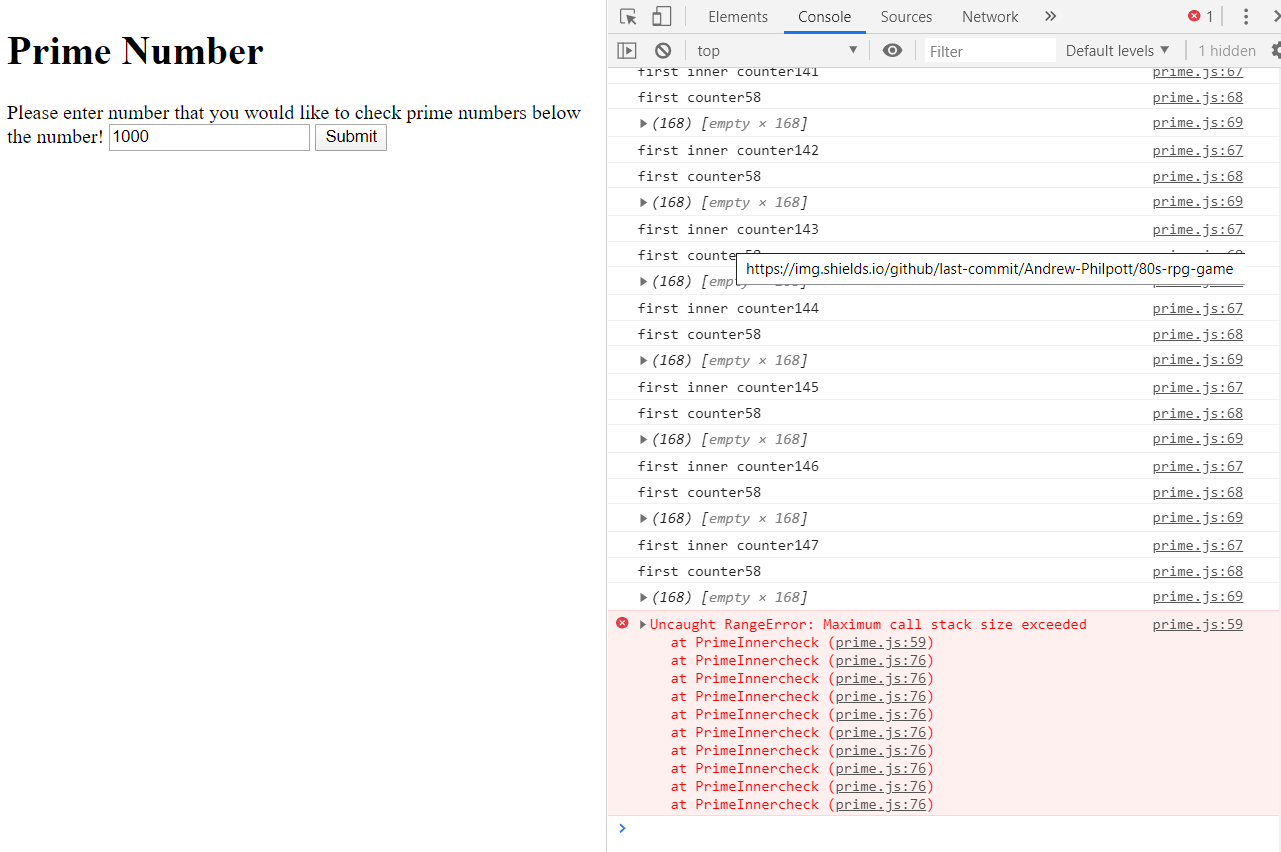 Prime Number
Please enter number that you would like to check prime numbers below
the number! 1000 Submit
Elements Console Sources Network » 1
top Filter Default levels ▼ 1 hidden
first inner counter141 prime.js:67
first counter58 prime.js:68
(168) [empty × 168] prime.js:69
first inner counter142 prime.js:67
first counter58 prime.js:68
(168) [empty × 168] prime.js:69
first inner counter143 prime.js:67
first counter58 prime.js:68
https://img.shields.io/github/last-commit/Andrew-Philpott/80s-rpg-game
(168) [empty × 168]
first inner counter144 prime.js:67
first counter58 prime.js:68
(168) [empty × 168] prime.js:69
first inner counter145 prime.js:67
first counter58 prime.js:68
(168) [empty × 168] prime.js:69
first inner counter146 prime.js:67
first counter58 prime.js:68
(168) [empty × 168] prime.js:69
first inner counter147 prime.js:67
first counter58 prime.js:68
(168) [empty × 168] prime.js:69
Uncaught RangeError: Maximum call stack size exceeded prime.js:59
at PrimeInnercheck (prime.js:59)
at PrimeInnercheck (prime.js:76)
at PrimeInnercheck (prime.js:76)
at PrimeInnercheck (prime.js:76)
at PrimeInnercheck (prime.js:76)
at PrimeInnercheck (prime.js:76)
at PrimeInnercheck (prime.js:76)
at PrimeInnercheck (prime.js:76)
at PrimeInnercheck (prime.js:76)
at PrimeInnercheck (prime.js:76)